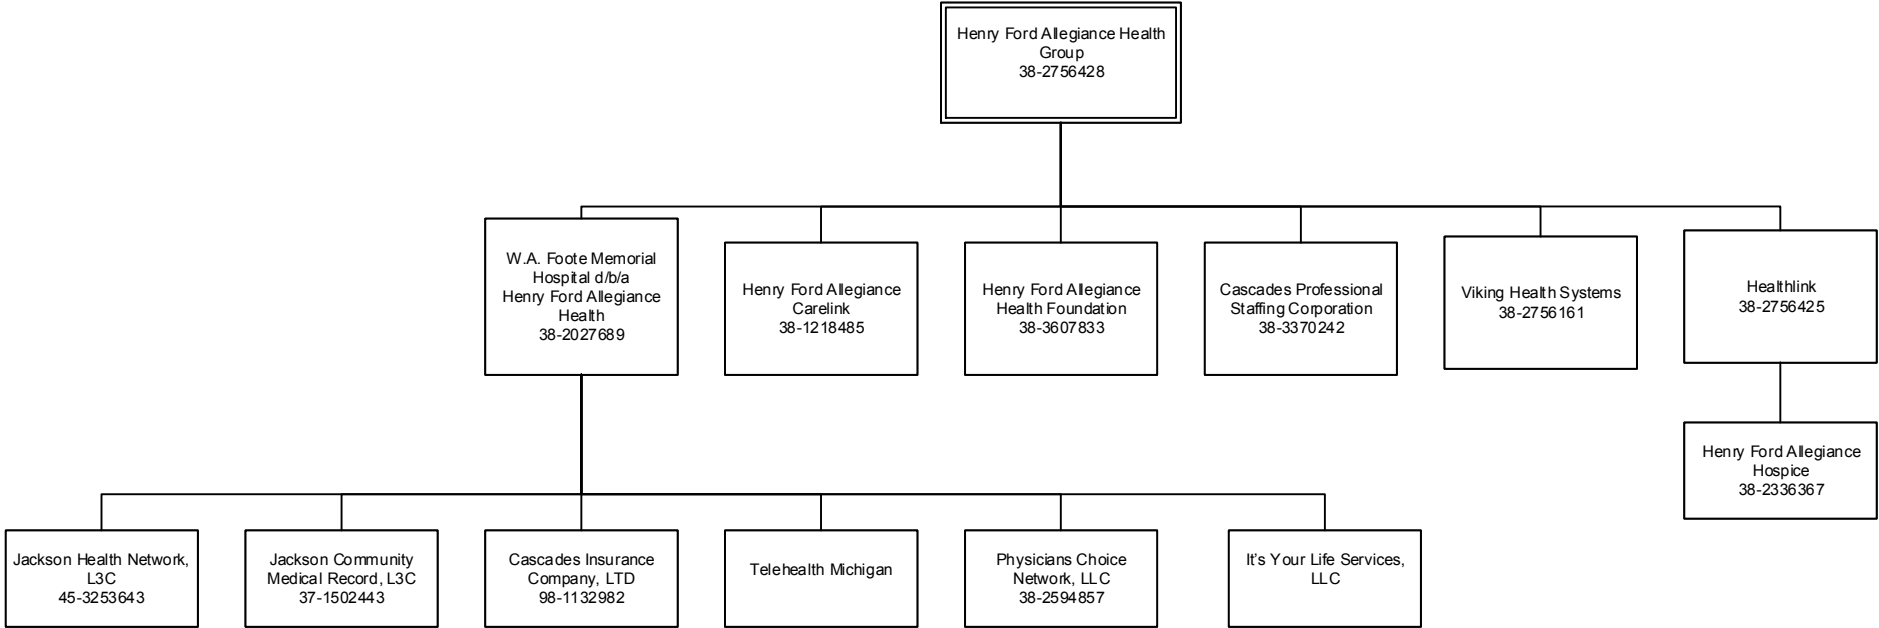 Henry Ford Allegiance Health
Group
38-2756428
W.A. Foote Memorial
Hospital d/b/a
Henry Ford Allegiance
Health
38-2027689
Henry Ford Allegiance
Carelink
38-1218485
Henry Ford Allegiance
Health Foundation
38-3607833
Cascades Professional
Staffing Corporation
38-3370242
Viking Health Systems
38-2756161
Healthlink
38-2756425
Henry Ford Allegiance
Hospice
38-2336367
Jackson Health Network,
L3C
45-3253643
Jackson Community
Medical Record, L3C
37-1502443
Cascades Insurance
Company, LTD
98-1132982
Telehealth Michigan
Physicians Choice
Network, LLC
38-2594857
It’s Your Life Services,
LLC